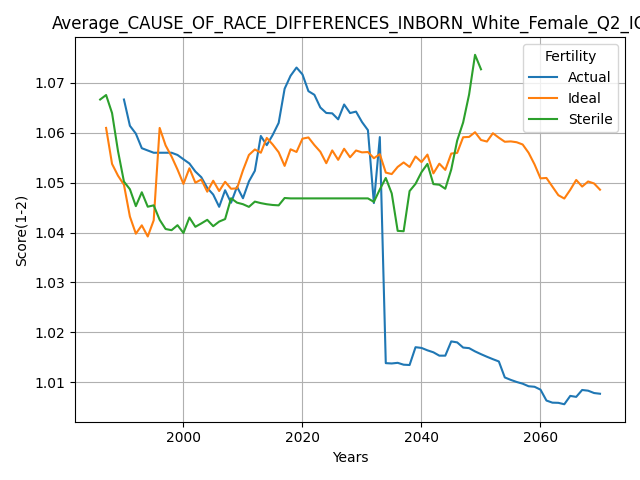 Average_CAUSE_OF_RACE_DIFFERENCES_INBORN_White_Female_Q2_IC
Fertility
Actual
Ideal
Sterile
Score(1-2)
1.07
1.06
1.05
1.04
1.03
1.02
1.01
2000
2020
2040
2060
Years